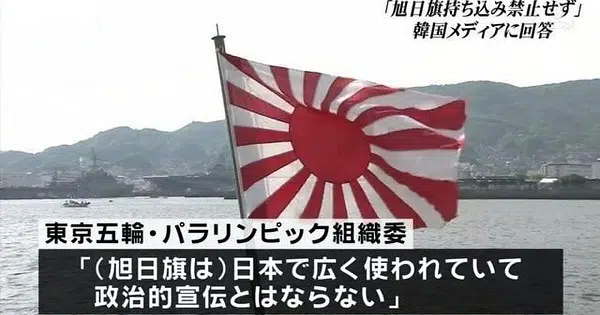 「旭日旗持ち込み禁止せず」
韓国メディアに回答
東京五輪・パラリンピック組織委
「(旭日旗は)日本で広く使われていて
政治的宣伝とはならない」